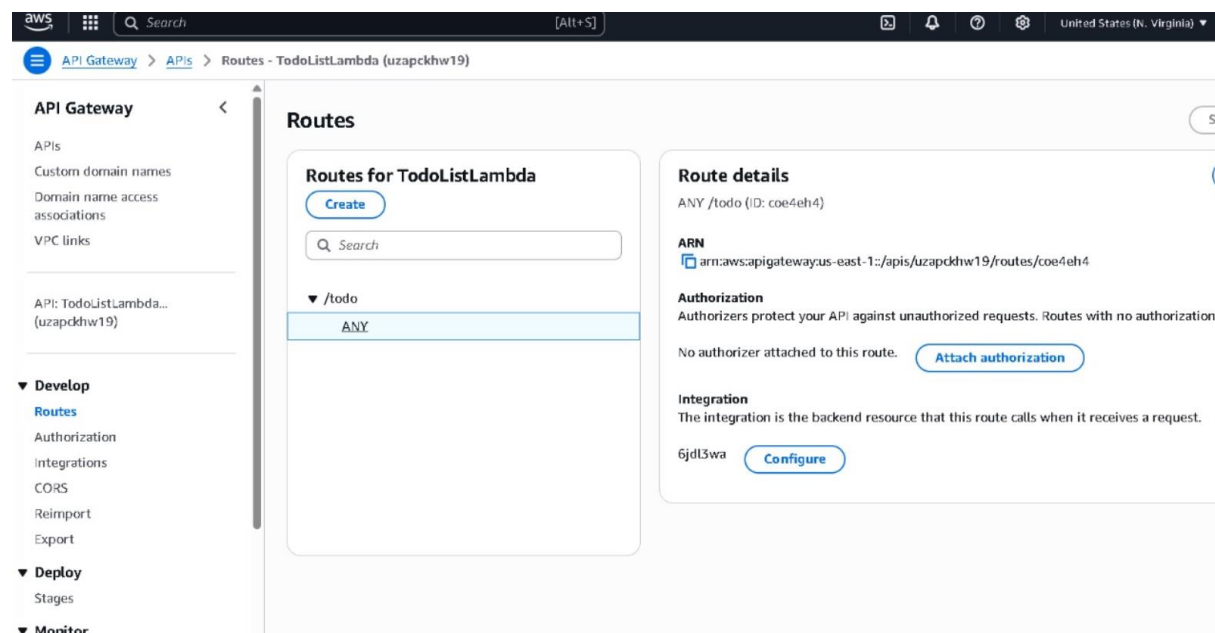 aws
Search
[Alt+S]
United States (N. Virginia)
API Gateway > APIs > Routes - TodoListLambda (uzapckhw19)
API Gateway
APIs
Custom domain names
Domain name access
associations
VPC links
API: TodoListLambda...
(uzapckhw19)
Develop
Routes
Authorization
Integrations
CORS
Reimport
Export
Deploy
Stages
Monitor
Routes
Routes for TodoListLambda
Create
Search
/todo
ANY
S
Route details
ANY /todo (ID: coe4eh4)
ARN
arn:aws:apigateway:us-east-1::/apis/uzapckhw19/routes/coe4eh4
Authorization
Authorizers protect your API against unauthorized requests. Routes with no authorization
No authorizer attached to this route.
Attach authorization
Integration
The integration is the backend resource that this route calls when it receives a request.
6jdl3wa
Configure